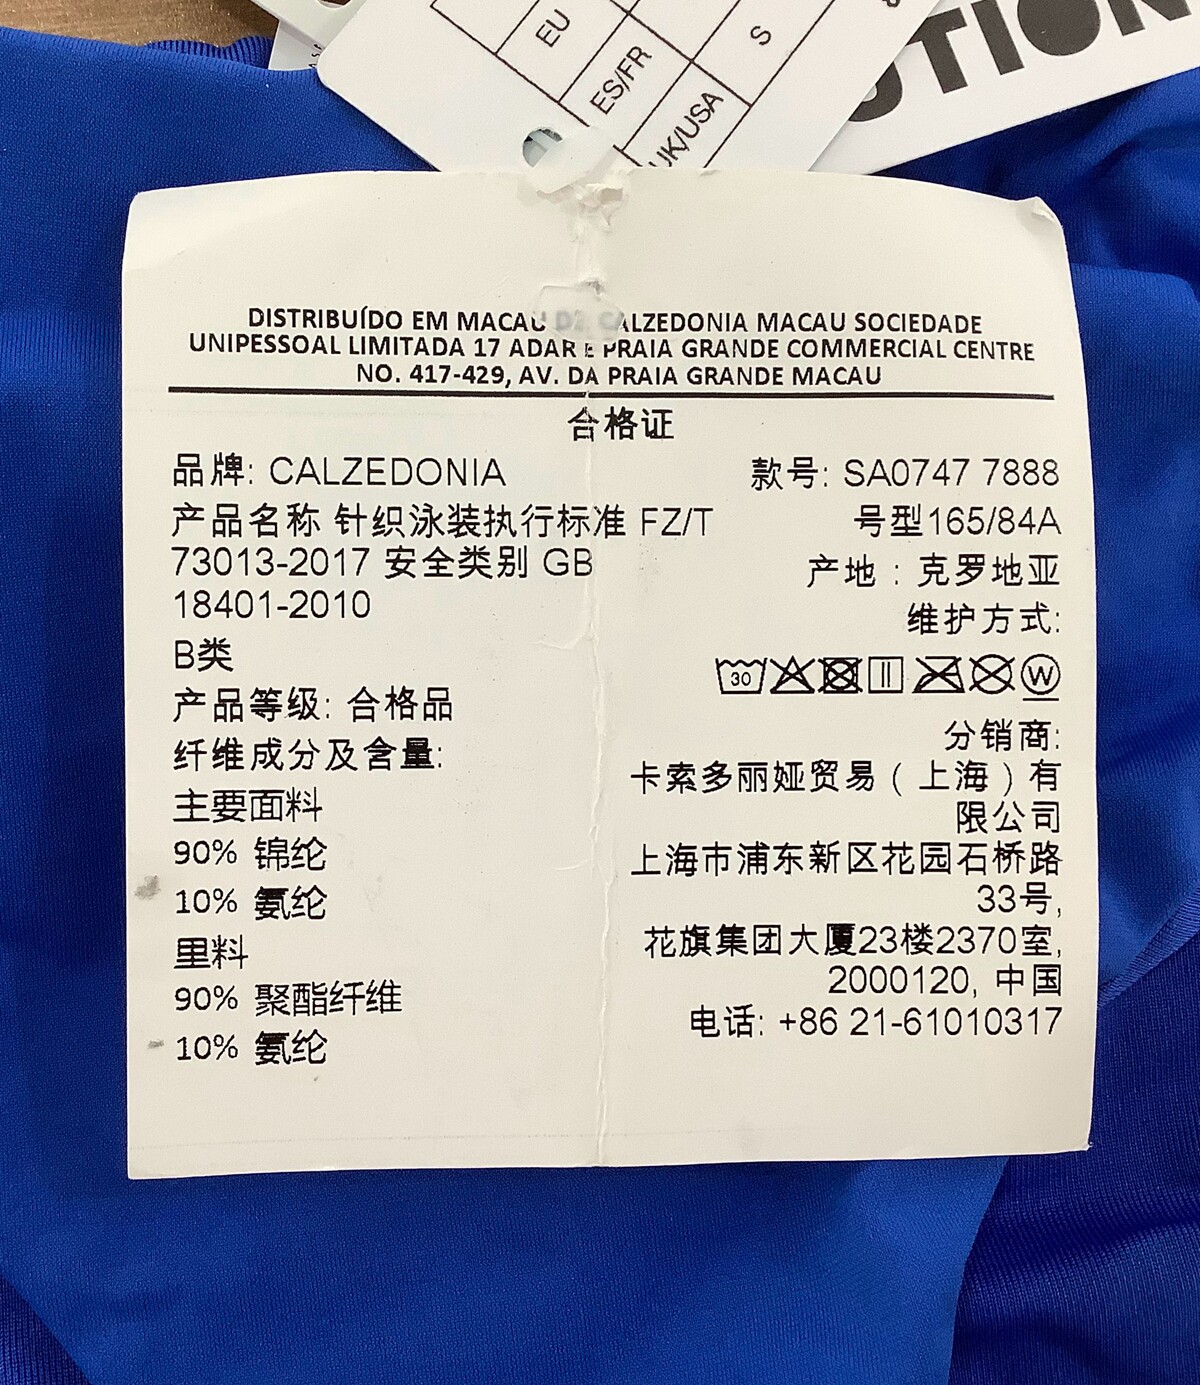 EU
ES/FR
UK/USA
S
DISTRIBUÍDO EM MACAU DA CALZEDONIA MACAU SOCIEDADE
UNIPESSOAL LIMITADA 17 ADAR E PRAIA GRANDE COMMERCIAL CENTRE
NO. 417-429, AV. DA PRAIA GRANDE MACAU
合格证
品牌: CALZEDONIA
产品名称 针织泳装执行标准 FZ/T
73013-2017 安全类别 GB
18401-2010
B类
产品等级: 合格品
纤维成分及含量:
主要面料
90% 锦纶
10% 氨纶
里料
90% 聚酯纤维
10% 氨纶
款号: SA0747 7888
号型165/84A
产地 : 克罗地亚
维护方式:
30 W
分销商:
卡索多丽娅贸易（上海）有
限公司
上海市浦东新区花园石桥路
33号,
花旗集团大厦23楼2370室,
2000120, 中国
电话: +86 21-61010317